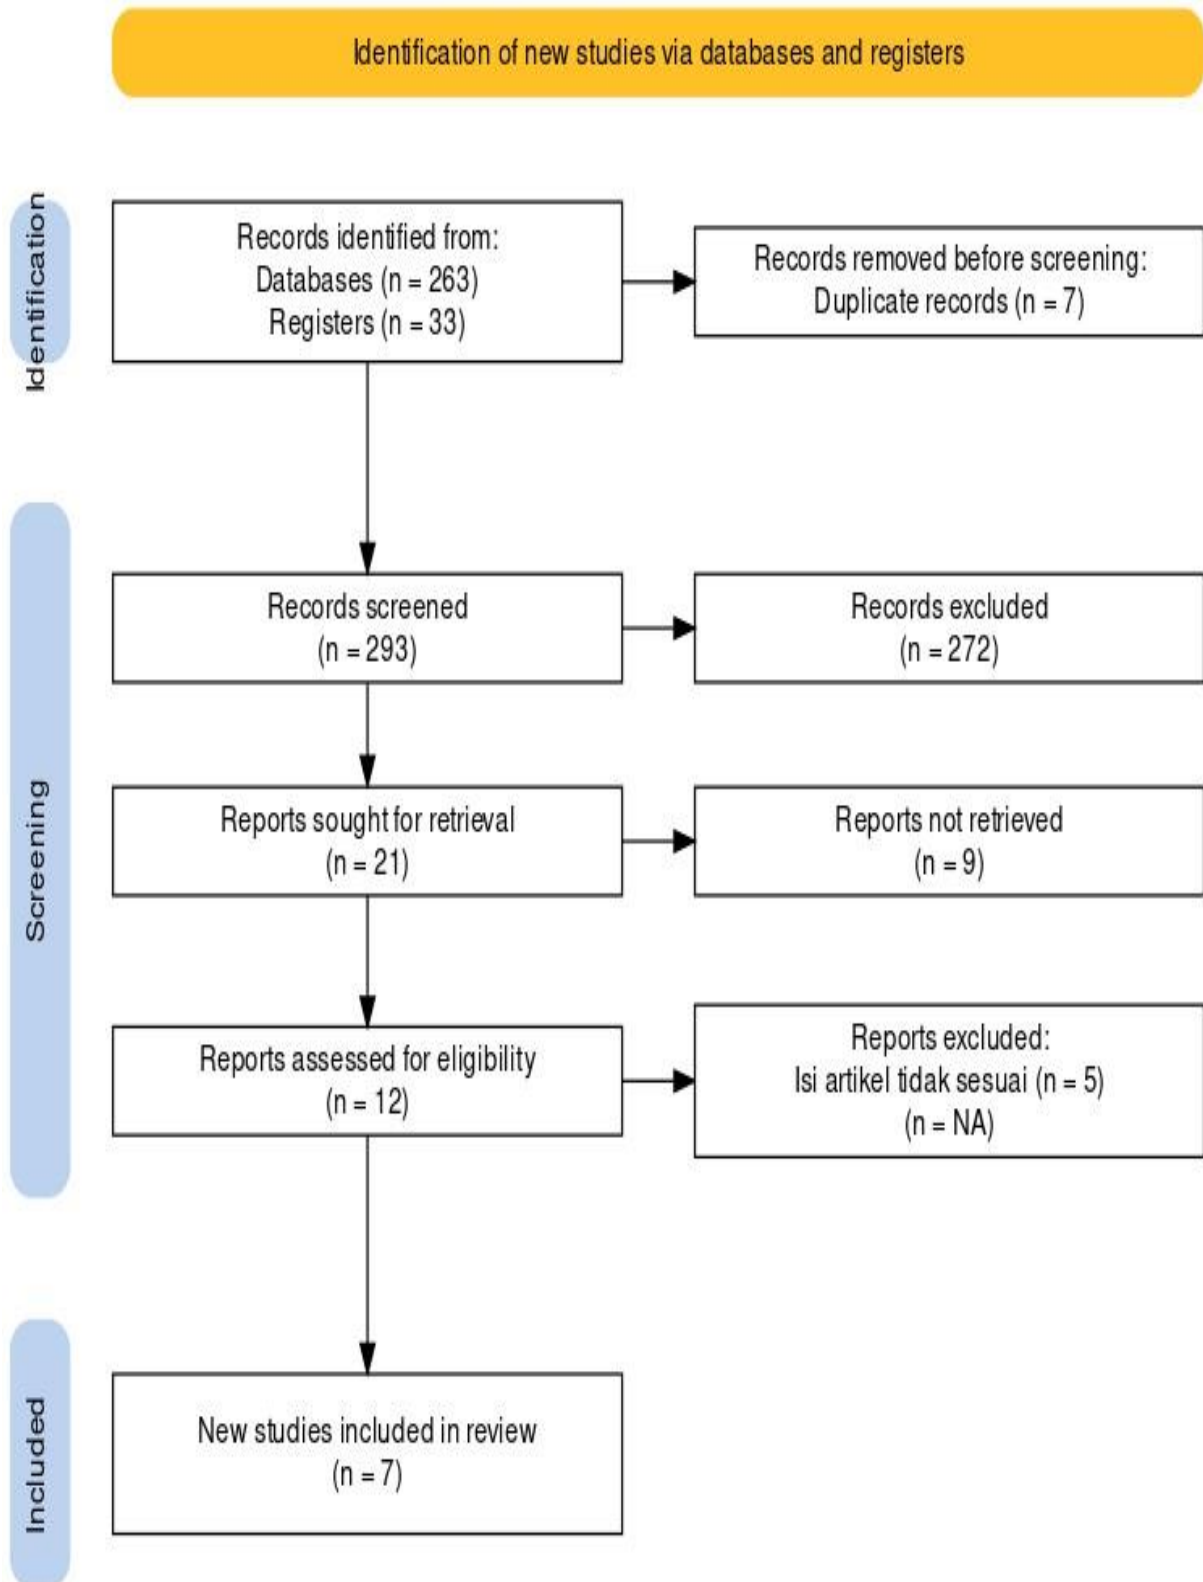 Identification of new studies via databases and registers
Identification
Records identified from:
Databases (n = 263)
Registers (n = 33)
Records removed before screening:
Duplicate records (n = 7)
Screening
Records screened
(n = 293)
Records excluded
(n = 272)
Reports sought for retrieval
(n = 21)
Reports not retrieved
(n = 9)
Reports assessed for eligibility
(n = 12)
Reports excluded:
Isi artikel tidak sesuai (n = 5)
(n = NA)
Included
New studies included in review
(n = 7)